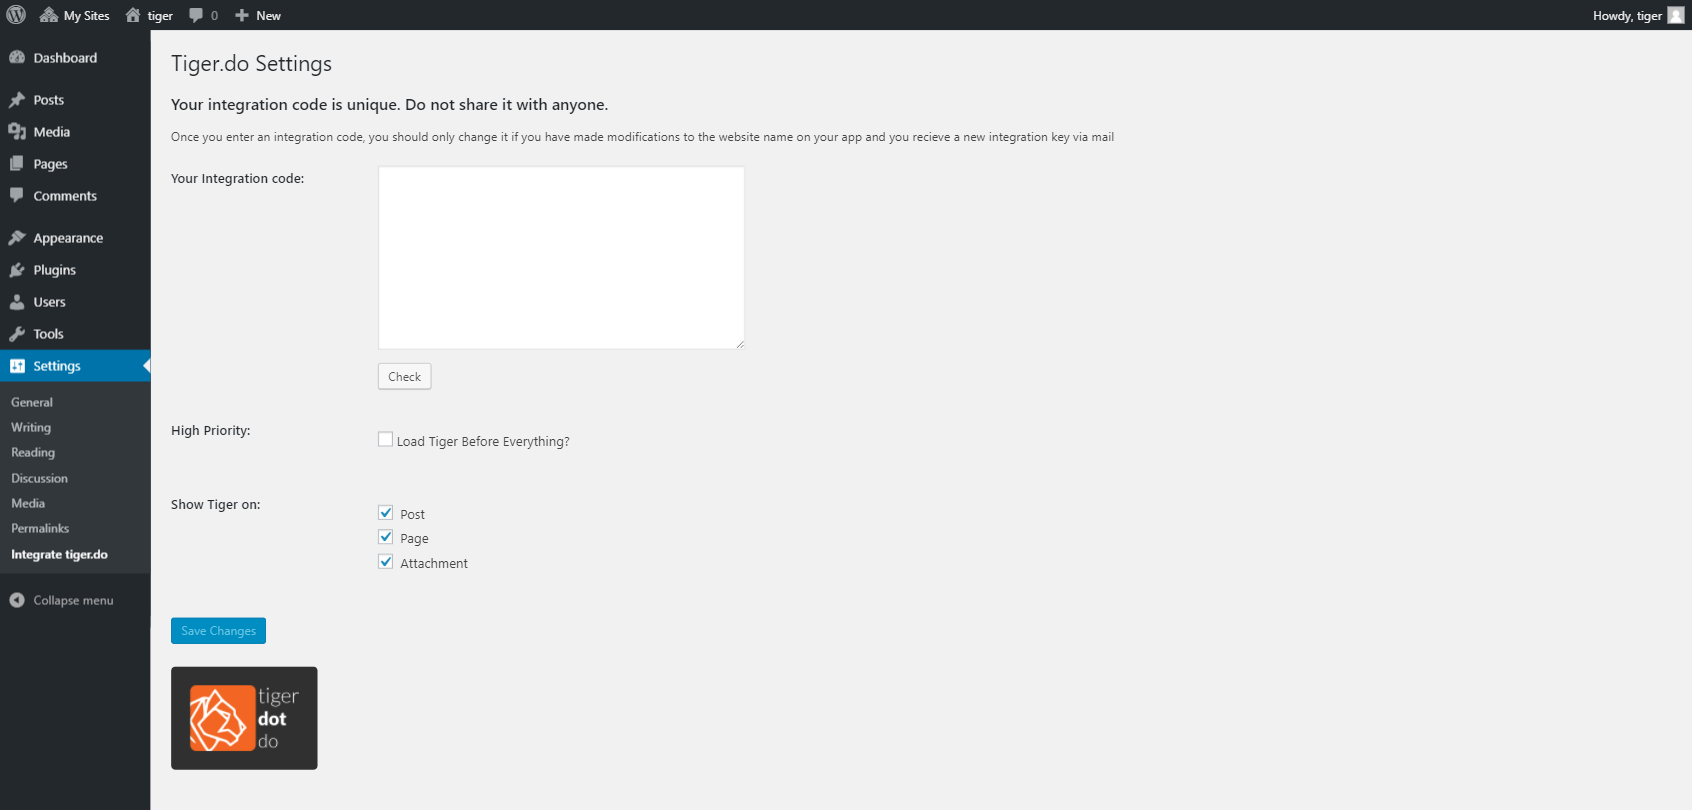 My Sites
tiger
0
New
Howdy, tiger
Dashboard
Posts
Media
Pages
Comments
Appearance
Plugins
Users
Tools
Settings
General
Writing
Reading
Discussion
Media
Permalinks
Integrate tiger.do
Collapse menu
Tiger.do Settings
Your integration code is unique. Do not share it with anyone.
Once you enter an integration code, you should only change it if you have made modifications to the website name on your app and you recieve a new integration key via mail
Your Integration code:
Check
High Priority:
Load Tiger Before Everything?
Show Tiger on:
Post
Page
Attachment
Save Changes
tiger
dot
do